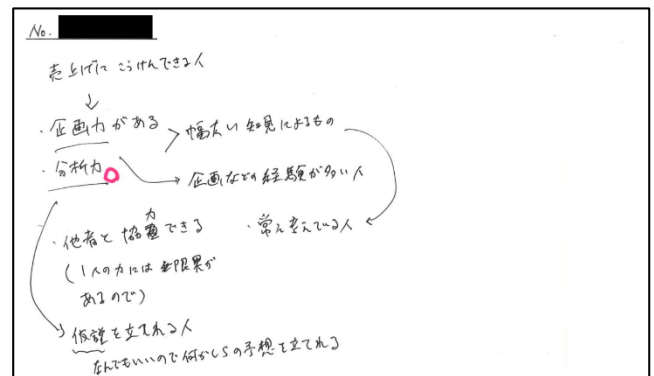 No.
売上げに こうけんできる人
↓
・企画力がある > 幅広い知見によるもの
・分析力 → 企画などの経験が多い人
・他者と協力できる ・常に考えている人
(1人の力には限界が
あるので)
仮説を立てれる人
なんでもいいので何かしらの予想を立てれる